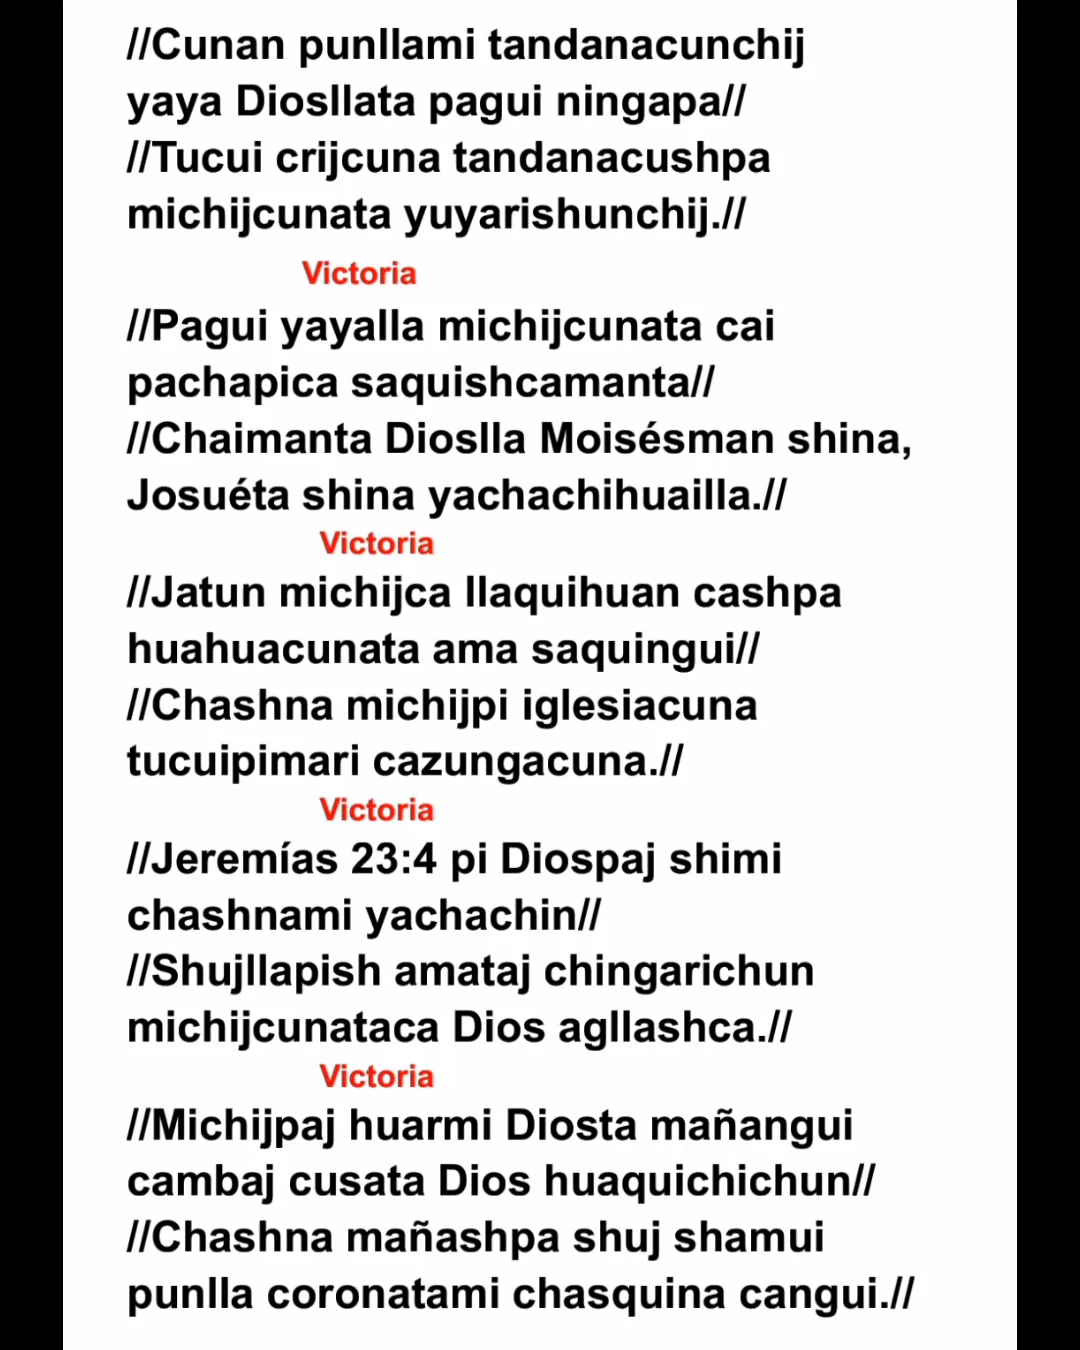 //Cunan punllami tandanacunchij
yaya Diosllata pagui ningapa//
//Tucui crijcuna tandanacushpa
michijcunata yuyarishunchij.//
Victoria
//Pagui yayalla michijcunata cai
pachapica saquishcamanta//
//Chaimanta Dioslla Moisésman shina,
Josuéta shina yachachihuailla.//
Victoria
//Jatun michijca llaquihuan cashpa
huahuacunata ama saquingui//
//Chashna michijpi iglesiacuna
tucuipimari cazungacuna.//
Victoria
//Jeremías 23:4 pi Diospaj shimi
chashnami yachachin//
//Shujllapish amataj chingarichun
michijcunataca Dios agllashca.//
Victoria
//Michijpaj huarmi Diosta mañangui
cambaj cusata Dios huaquichichun//
//Chashna mañashpa shuj shamui
punlla coronatami chasquina cangui.//